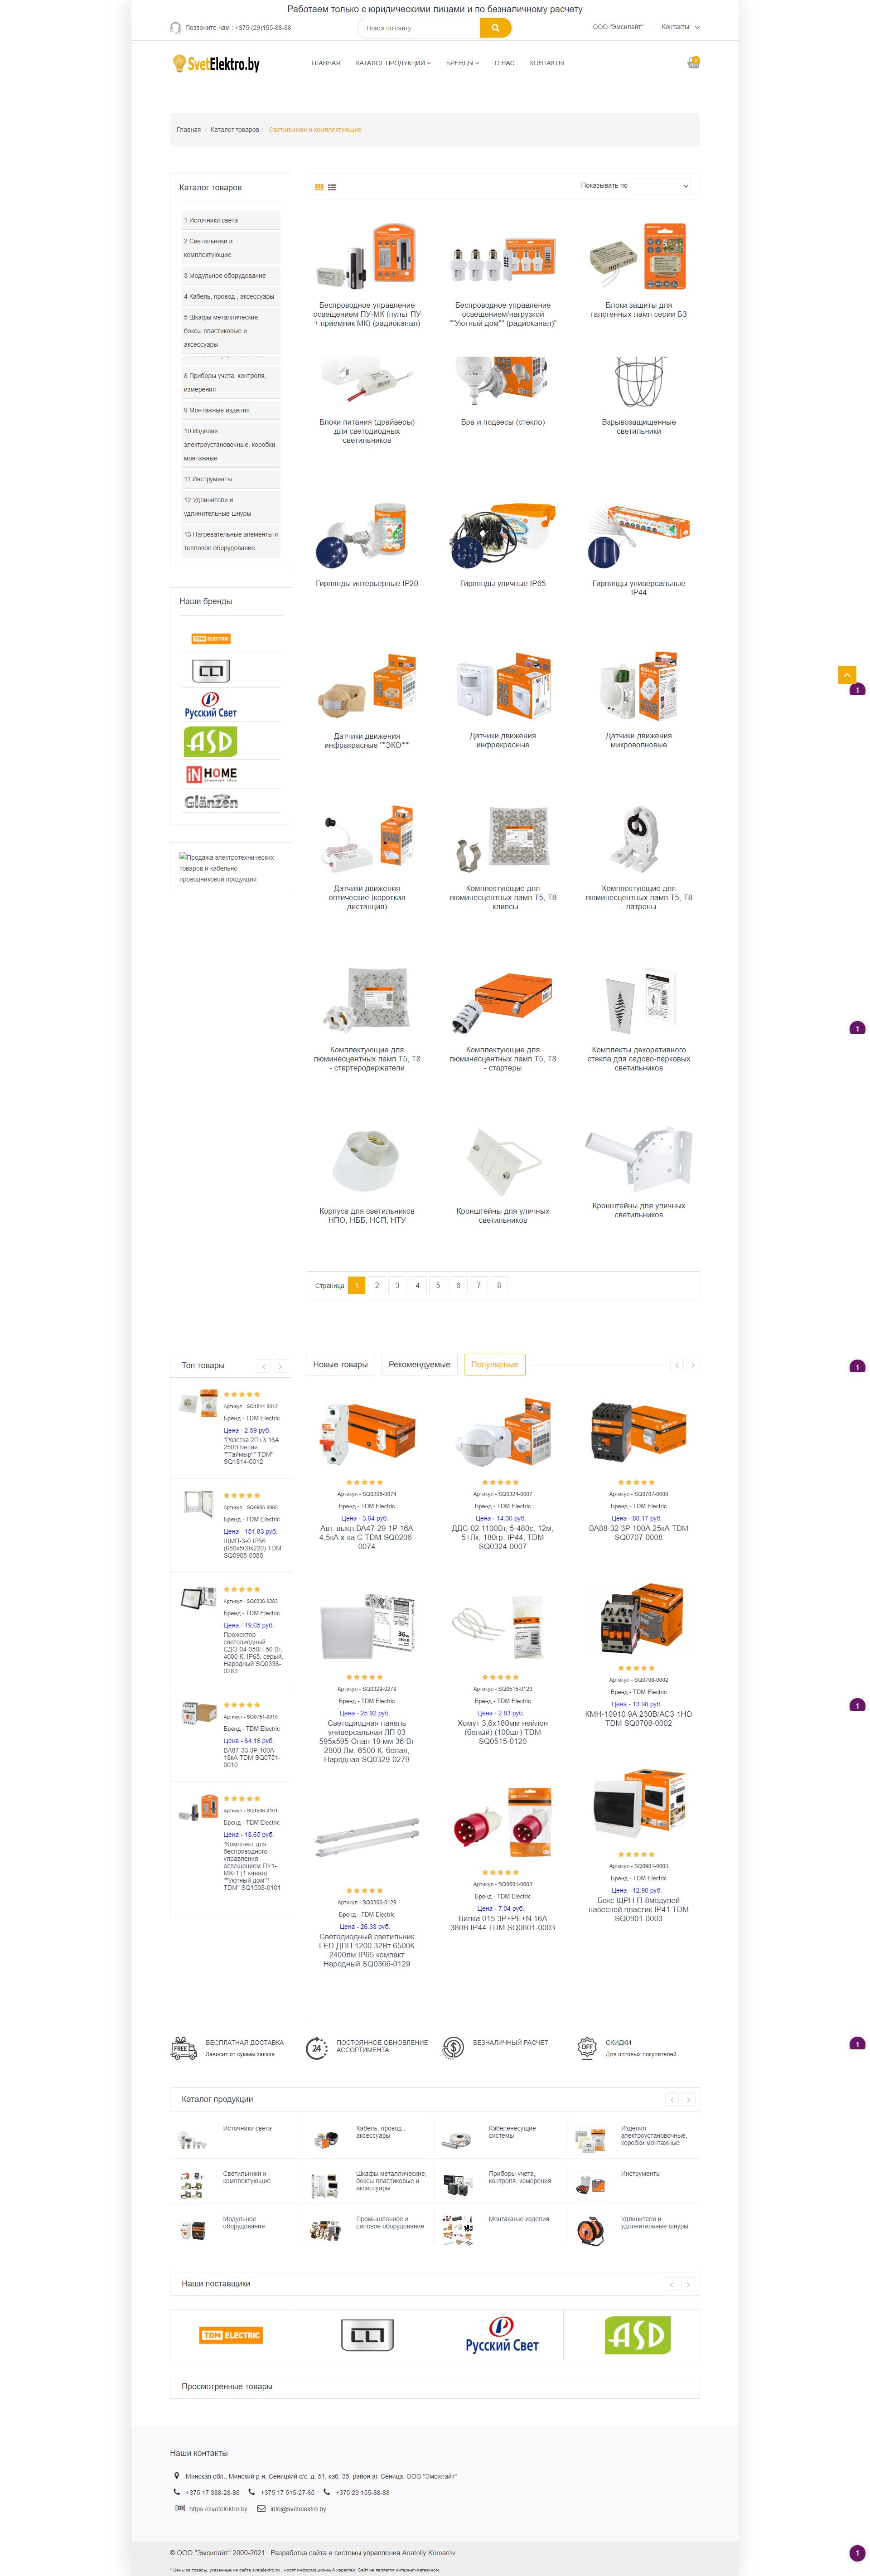 Работаем только с юридическими лицами и по безналичному расчету
Позвоните нам : +375 (29)155-88-88
Поиск по сайту
ООО "Эмсилайт"
Контакты:
SvetElektro.by
ГЛАВНАЯ
КАТАЛОГ ПРОДУКЦИИ
БРЕНДЫ
О НАС
КОНТАКТЫ
0
Главная / Каталог товаров / Светильники и комплектующие
Каталог товаров
1 Источники света
2 Светильники и
комплектующие
3 Модульное оборудование
4 Кабель, провод , аксессуары
5 Шкафы металлические,
боксы пластиковые и
аксессуары
8 Приборы учета, контроля,
измерения
9 Монтажные изделия
10 Изделия
электроустановочные, коробки
монтажные
11 Инструменты
12 Удлинители и
удлинительные шнуры
13 Нагревательные элементы и
тепловое оборудование
Наши бренды
TDM ELECTRIC
Русский Свет
ASD
IN HOME
Glänzen
Продажа электротехнических
товаров и кабельно-
проводниковой продукции
Показывать по
Беспроводное управление
освещением ПУ-МК (пульт ПУ
+ приемник МК) (радиоканал)
Беспроводное управление
освещением/нагрузкой
""Уютный дом"" (радиоканал)"
Блоки защиты для
галогенных ламп серии БЗ
Блоки питания (драйверы)
для светодиодных
светильников
Бра и подвесы (стекло)
Взрывозащищенные
светильники
Гирлянды интерьерные IP20
Гирлянды уличные IP65
Гирлянды универсальные
IP44
Датчики движения
инфракрасные ""ЭКО"""
Датчики движения
инфракрасные
Датчики движения
микроволновые
Датчики движения
оптические (короткая
дистанция)
Комплектующие для
люминесцентных ламп Т5, Т8
- клипсы
Комплектующие для
люминесцентных ламп Т5, Т8
- патроны
Комплектующие для
люминесцентных ламп Т5, Т8
- стартеродержатели
Комплектующие для
люминесцентных ламп Т5, Т8
- стартеры
Комплекты декоративного
стекла для садово-парковых
светильников
Корпуса для светильников
НПО, НББ, НСП, НТУ
Кронштейны для уличных
светильников
Кронштейны для уличных
светильников
Страница: 1 2 3 4 5 6 7 8
Топ товары
Артикул - SQ1814-0012
Бренд - TDM Electric
Цена - 2.59 руб.
"Розетка 2П+З 16А
250В белая
""Таймыр"" TDM"
SQ1814-0012
Артикул - SQ0905-0085
Бренд - TDM Electric
Цена - 151.83 руб.
ЩМП-3-0 IP66
(650х500х220) TDM
SQ0905-0085
Артикул - SQ0336-0283
Бренд - TDM Electric
Цена - 19.65 руб.
Прожектор
светодиодный
СДО-04-050Н 50 Вт,
4000 К, IP65, серый,
Народный SQ0336-
0283
Артикул - SQ0751-0010
Бренд - TDM Electric
Цена - 64.16 руб.
ВА87-33 3Р 100А
18кА TDM SQ0751-
0010
Артикул - SQ1508-0101
Бренд - TDM Electric
Цена - 18.65 руб.
"Комплект для
беспроводного
управления
освещением ПУ1-
МК-1 (1 канал)
""Уютный дом""
TDM" SQ1508-0101
Новые товары
Рекомендуемые
Популярные
Артикул - SQ0206-0074
Бренд - TDM Electric
Цена - 3.64 руб.
Авт. выкл.ВА47-29 1Р 16А
4,5кА х-ка С TDM SQ0206-
0074
Артикул - SQ0324-0007
Бренд - TDM Electric
Цена - 14.30 руб.
ДДС-02 1100Вт, 5-480с, 12м,
5+Лк, 180гр, IP44, TDM
SQ0324-0007
Артикул - SQ0707-0008
Бренд - TDM Electric
Цена - 80.17 руб.
ВА88-32 3Р 100А 25кА TDM
SQ0707-0008
Артикул - SQ0329-0279
Бренд - TDM Electric
Цена - 25.92 руб.
Светодиодная панель
универсальная ЛП 03
595х595 Опал 19 мм 36 Вт
2900 Лм, 6500 К, белая,
Народная SQ0329-0279
Артикул - SQ0515-0120
Бренд - TDM Electric
Цена - 2.83 руб.
Хомут 3,6х180мм нейлон
(белый) (100шт) TDM
SQ0515-0120
Артикул - SQ0708-0002
Бренд - TDM Electric
Цена - 13.98 руб.
КМН-10910 9А 230В/АС3 1НО
TDM SQ0708-0002
Артикул - SQ0366-0129
Бренд - TDM Electric
Цена - 26.33 руб.
Светодиодный светильник
LED ДПП 1200 32Вт 6500К
2400лм IP65 компакт
Народный SQ0366-0129
Артикул - SQ0601-0003
Бренд - TDM Electric
Цена - 7.04 руб.
Вилка 015 3Р+РЕ+N 16А
380В IP44 TDM SQ0601-0003
Артикул - SQ0901-0003
Бренд - TDM Electric
Цена - 12.90 руб.
Бокс ЩРН-П-8модулей
навесной пластик IP41 TDM
SQ0901-0003
FREE
БЕСПЛАТНАЯ ДОСТАВКА
Зависит от суммы заказа
24
ПОСТОЯННОЕ ОБНОВЛЕНИЕ
АССОРТИМЕНТА
БЕЗНАЛИЧНЫЙ РАСЧЕТ
OFF
СКИДКИ
Для оптовых покупателей
Каталог продукции
Источники света
Кабель, провод ,
аксессуары
Кабеленесущие
системы
Изделия
электроустановочные,
коробки монтажные
Светильники и
комплектующие
Шкафы металлические,
боксы пластиковые и
аксессуары
Приборы учета,
контроля, измерения
Инструменты
Модульное
оборудование
Промышленное и
силовое оборудование
Монтажные изделия
Удлинители и
удлинительные шнуры
Наши поставщики
TDM ELECTRIC
Русский Свет
ASD
Просмотренные товары
Наши контакты
Минская обл., Минский р-н, Сеницкий с/с, д. 51, каб. 35, район аг. Сеница. ООО "Эмсилайт"
+375 17 388-28-88 +375 17 515-27-65 +375 29 155-88-88
https://svetelektro.by info@svetelektro.by
© ООО "Эмсилайт" 2000-2021 . Разработка сайта и системы управления Anatoliy Komarov
* Цены на товары, указанные на сайте svetelektro.by , носят информационный характер. Сайт не является интернет-магазином
1
1
1
1
1
1